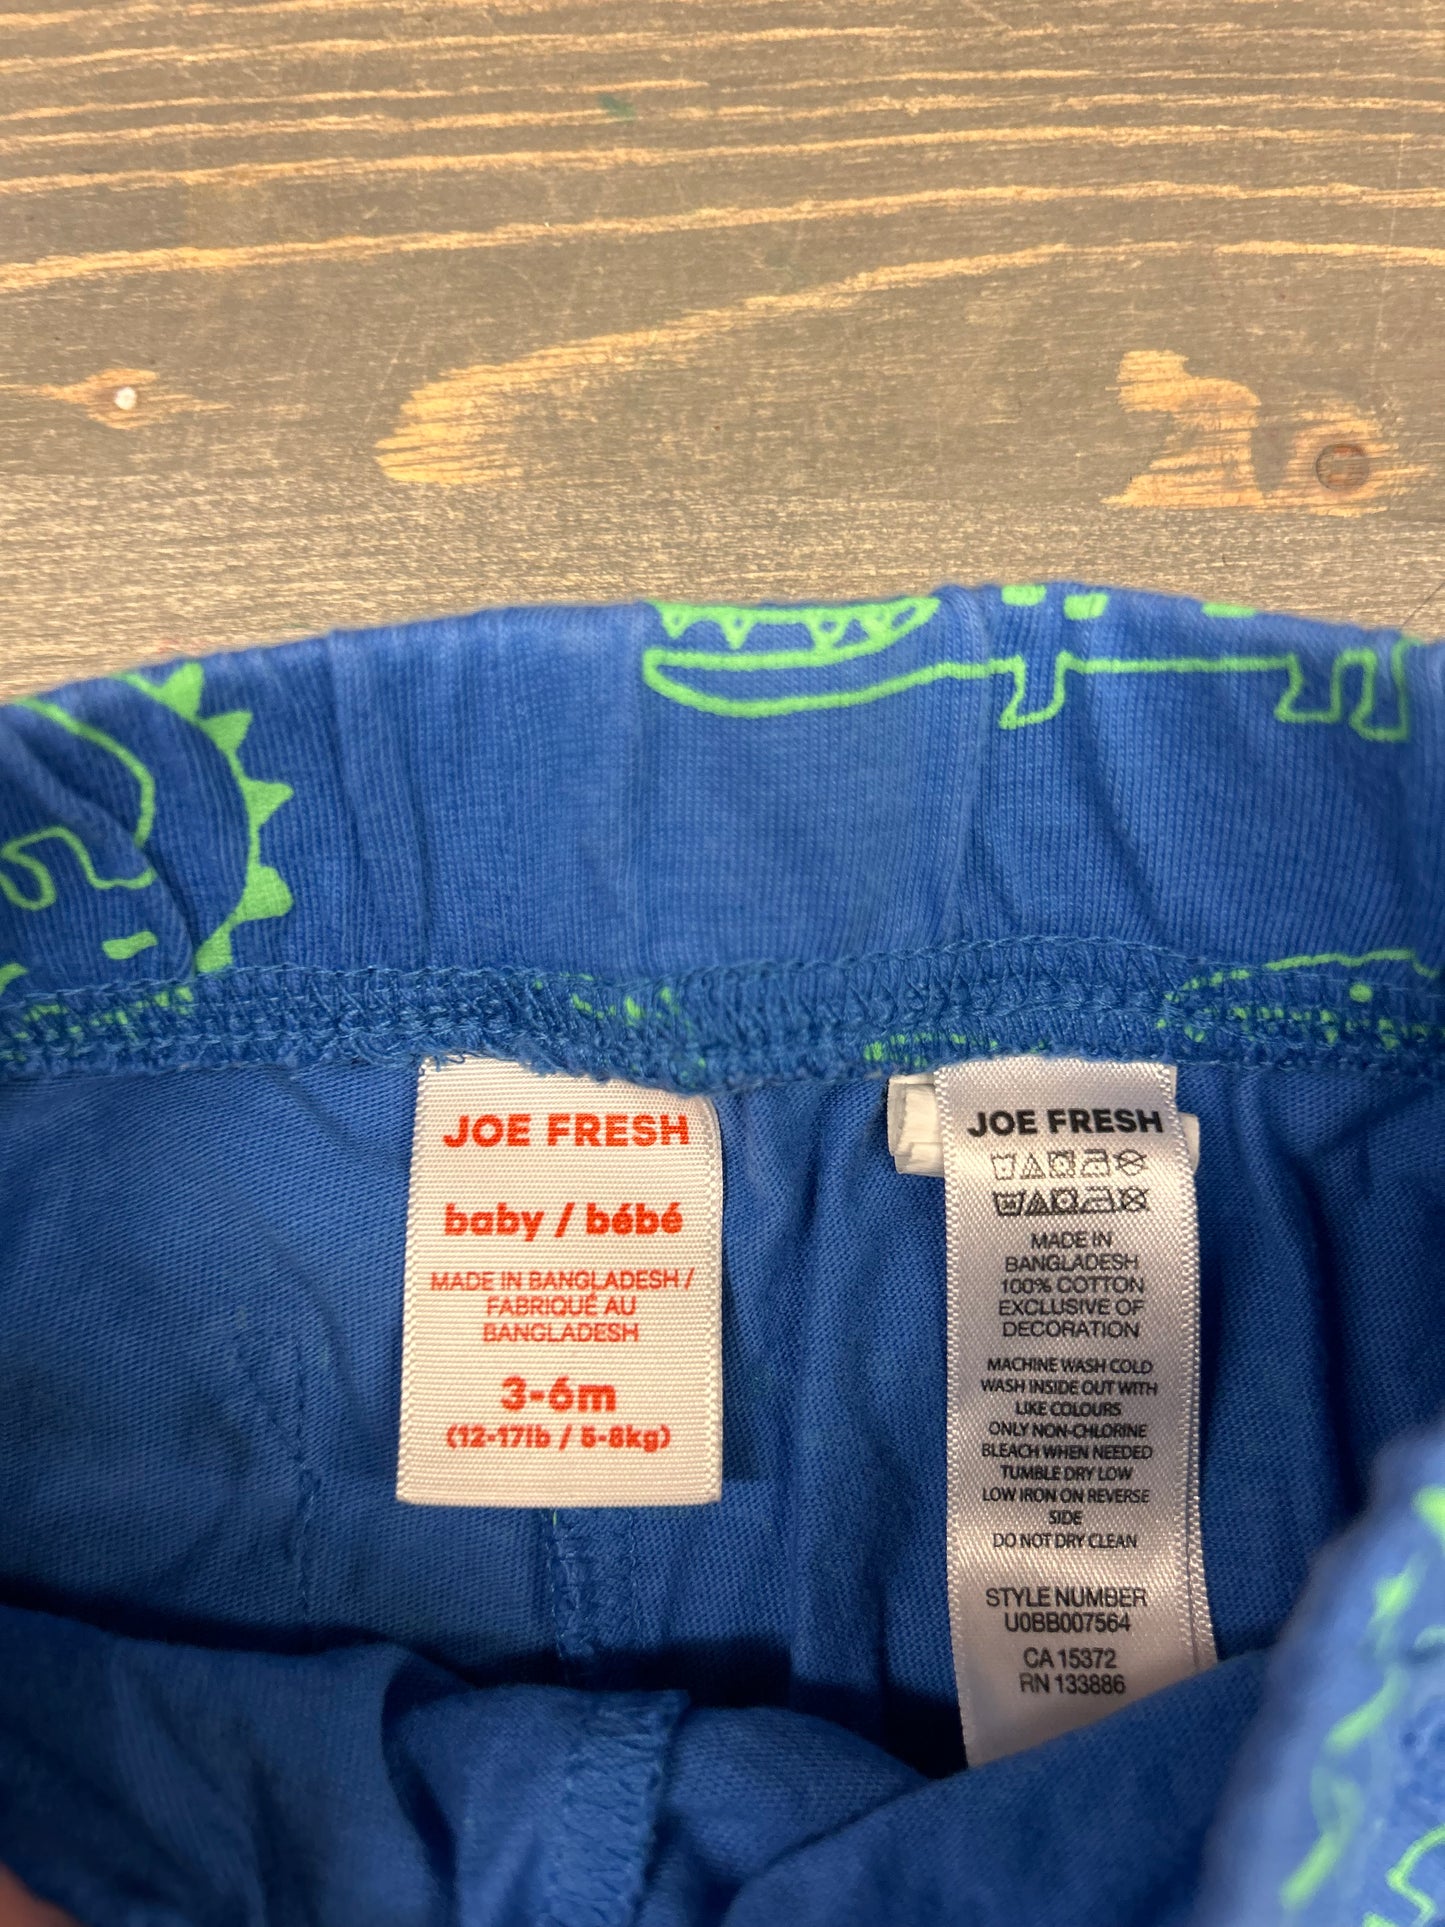 JOE FRESH
baby / bébé
MADE IN BANGLADESH /
FABRIQUÉ AU
BANGLADESH
3-6m
(12-17lb / 5-8kg)
JOE FRESH
MADE IN
BANGLADESH
100% COTTON
EXCLUSIVE OF
DECORATION
MACHINE WASH COLD
WASH INSIDE OUT WITH
LIKE COLOURS
ONLY NON-CHLORINE
BLEACH WHEN NEEDED
TUMBLE DRY LOW
LOW IRON ON REVERSE
SIDE
DO NOT DRY CLEAN
STYLE NUMBER
U0BB007564
CA 15372
RN 133886